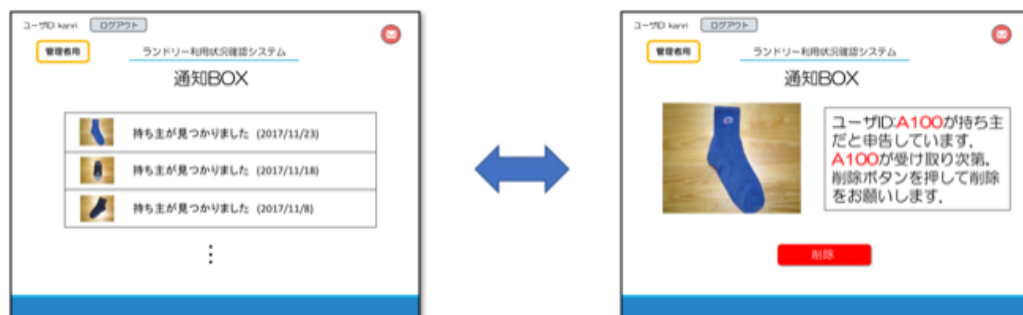 ユーザID: kanri ログアウト
管理者用 ランドリー利用状況確認システム
通知BOX
持ち主が見つかりました (2017/11/23)
持ち主が見つかりました (2017/11/18)
持ち主が見つかりました (2017/11/8)
ユーザID: kanri ログアウト
管理者用 ランドリー利用状況確認システム
通知BOX
ユーザID:A100が持ち主
だと申告しています.
A100が受け取り次第,
削除ボタンを押して削除
をお願いします.
削除